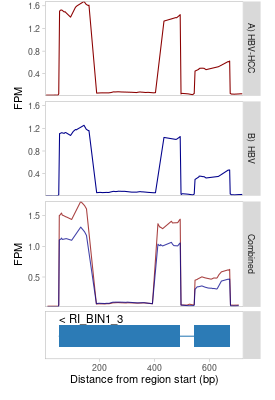 1.6
1.2
0.8
0.4
A) HBV-HCC
FPM
1.6
1.2
0.8
0.4
B) HBV
1.5
1.0
0.5
FPM
Combined
< RI_BIN1_3
200
400
600
Distance from region start (bp)